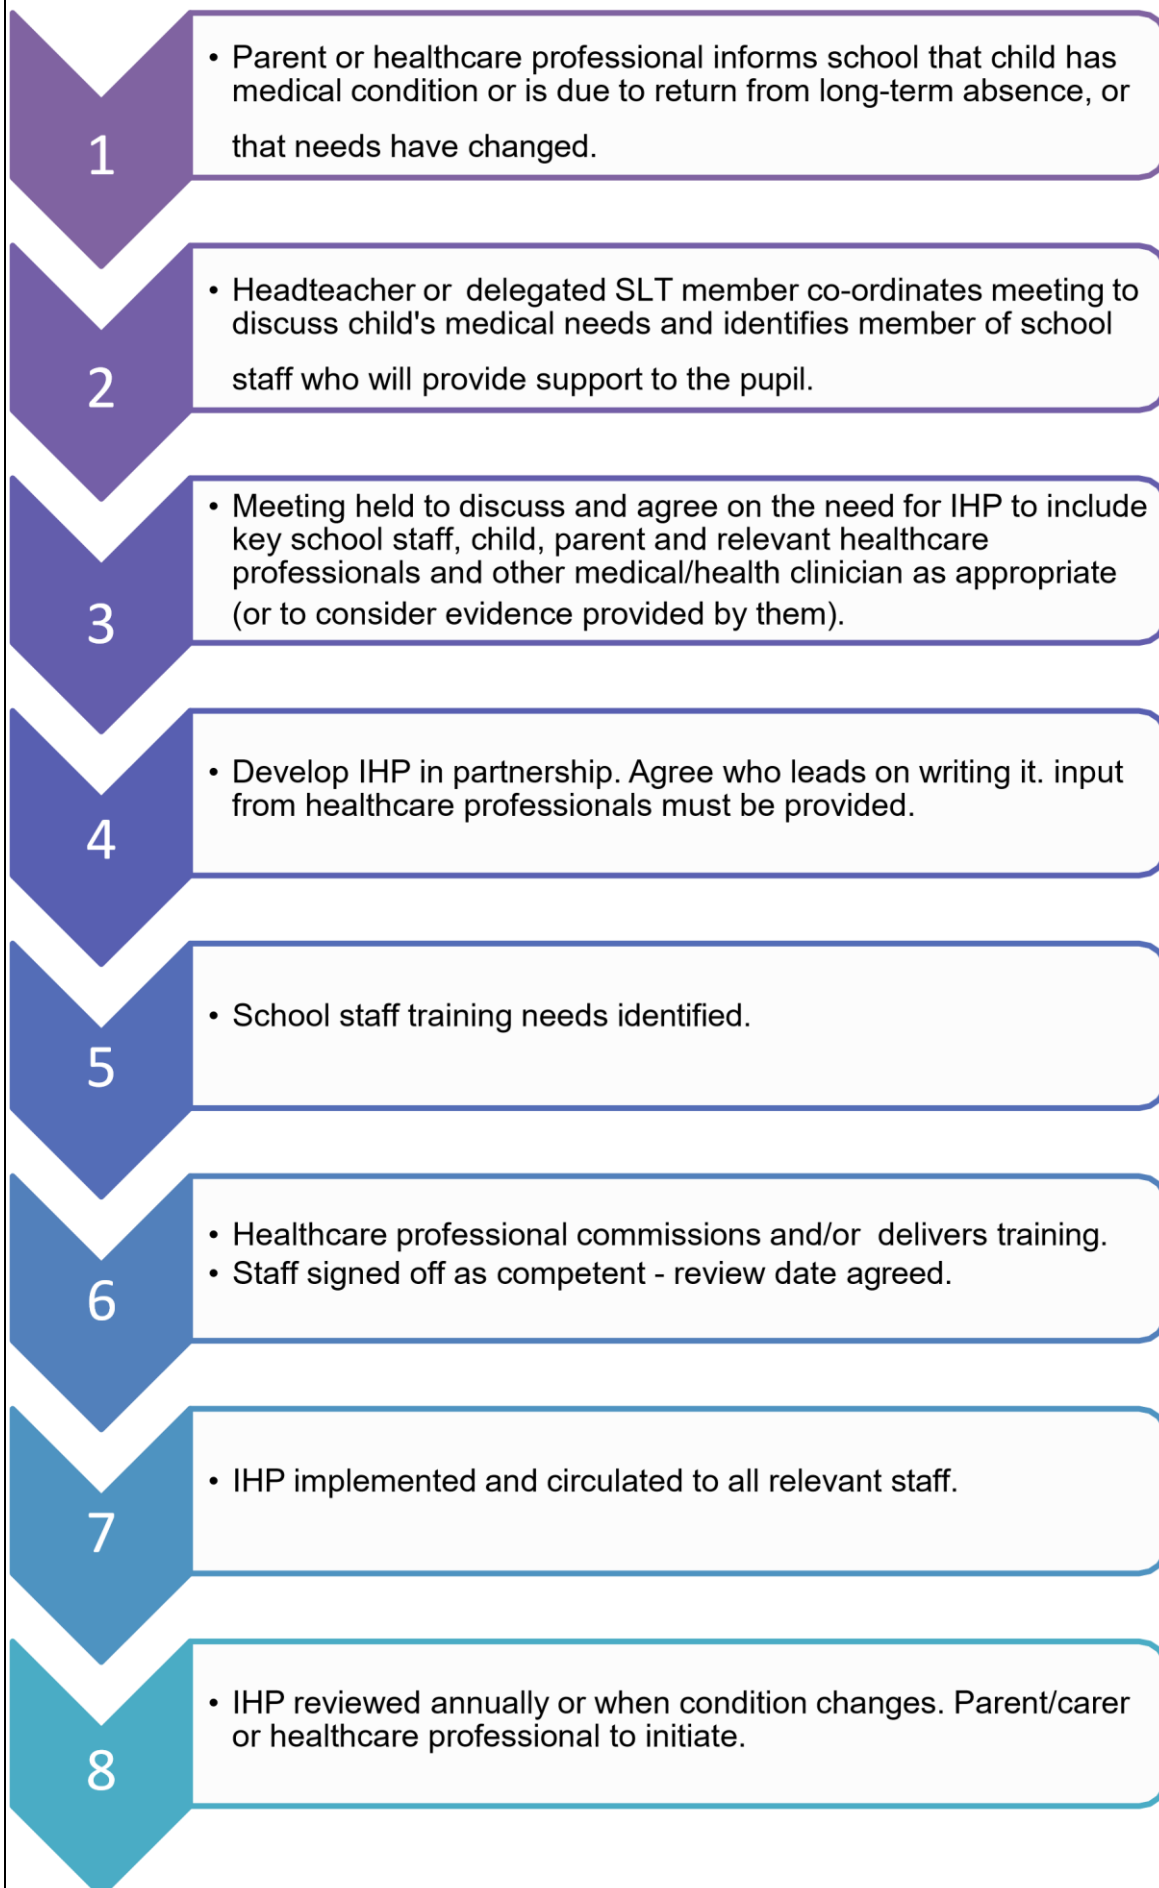 1
• Parent or healthcare professional informs school that child has
medical condition or is due to return from long-term absence, or
that needs have changed.
2
• Headteacher or  delegated SLT member co-ordinates meeting to
discuss child's medical needs and identifies member of school
staff who will provide support to the pupil.
3
• Meeting held to discuss and agree on the need for IHP to include
key school staff, child, parent and relevant healthcare
professionals and other medical/health clinician as appropriate
(or to consider evidence provided by them).
4
• Develop IHP in partnership. Agree who leads on writing it. input
from healthcare professionals must be provided.
5
• School staff training needs identified.
6
• Healthcare professional commissions and/or  delivers training.
• Staff signed off as competent - review date agreed.
7
• IHP implemented and circulated to all relevant staff.
8
• IHP reviewed annually or when condition changes. Parent/carer
or healthcare professional to initiate.